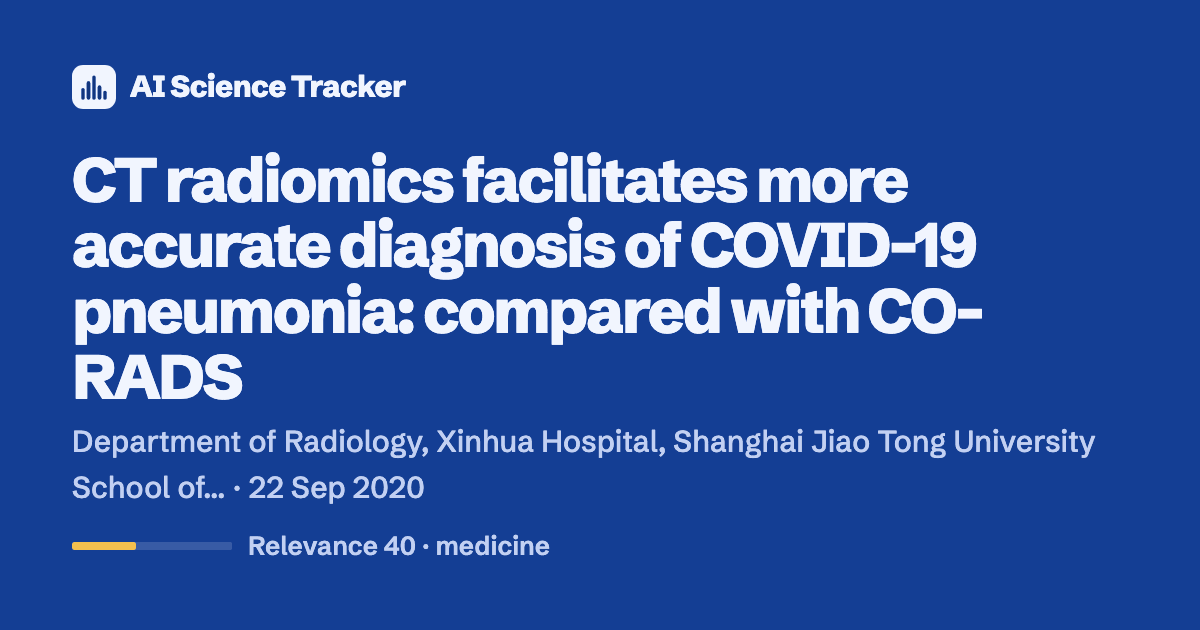 AI Science Tracker
CT radiomics facilitates more
accurate diagnosis of COVID-19
pneumonia: compared with CO-
RADS
Department of Radiology, Xinhua Hospital, Shanghai Jiao Tong University
School of... · 22 Sep 2020
Relevance 40 · medicine